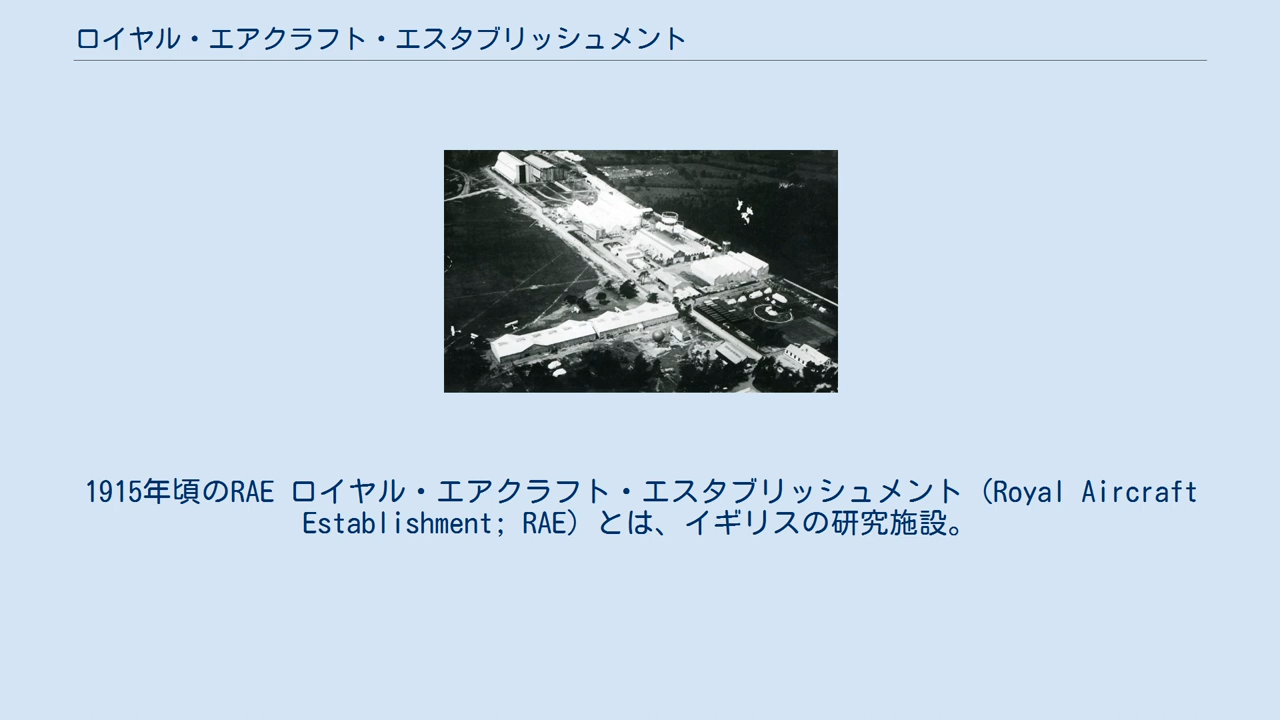 ロイヤル・エアクラフト・エスタブリッシュメント
1915年頃のRAE ロイヤル・エアクラフト・エスタブリッシュメント（Royal Aircraft
Establishment; RAE）とは、イギリスの研究施設。